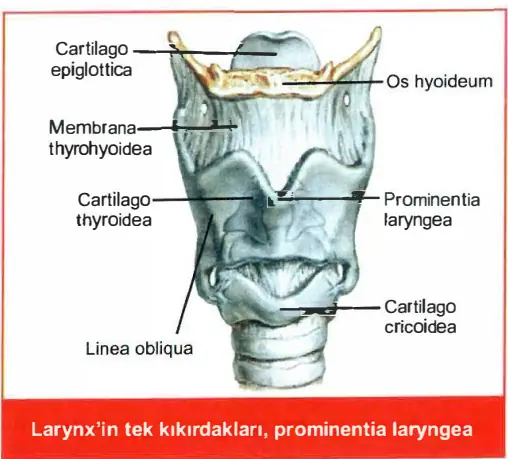 Cartilago
epiglottica
Os hyoideum
Membrana
thyrohyoidea
Cartilago
thyroidea
Prominentia
laryngea
Cartilago
cricoidea
Linea obliqua
Larynx'in tek kıkırdakları, prominentia laryngea